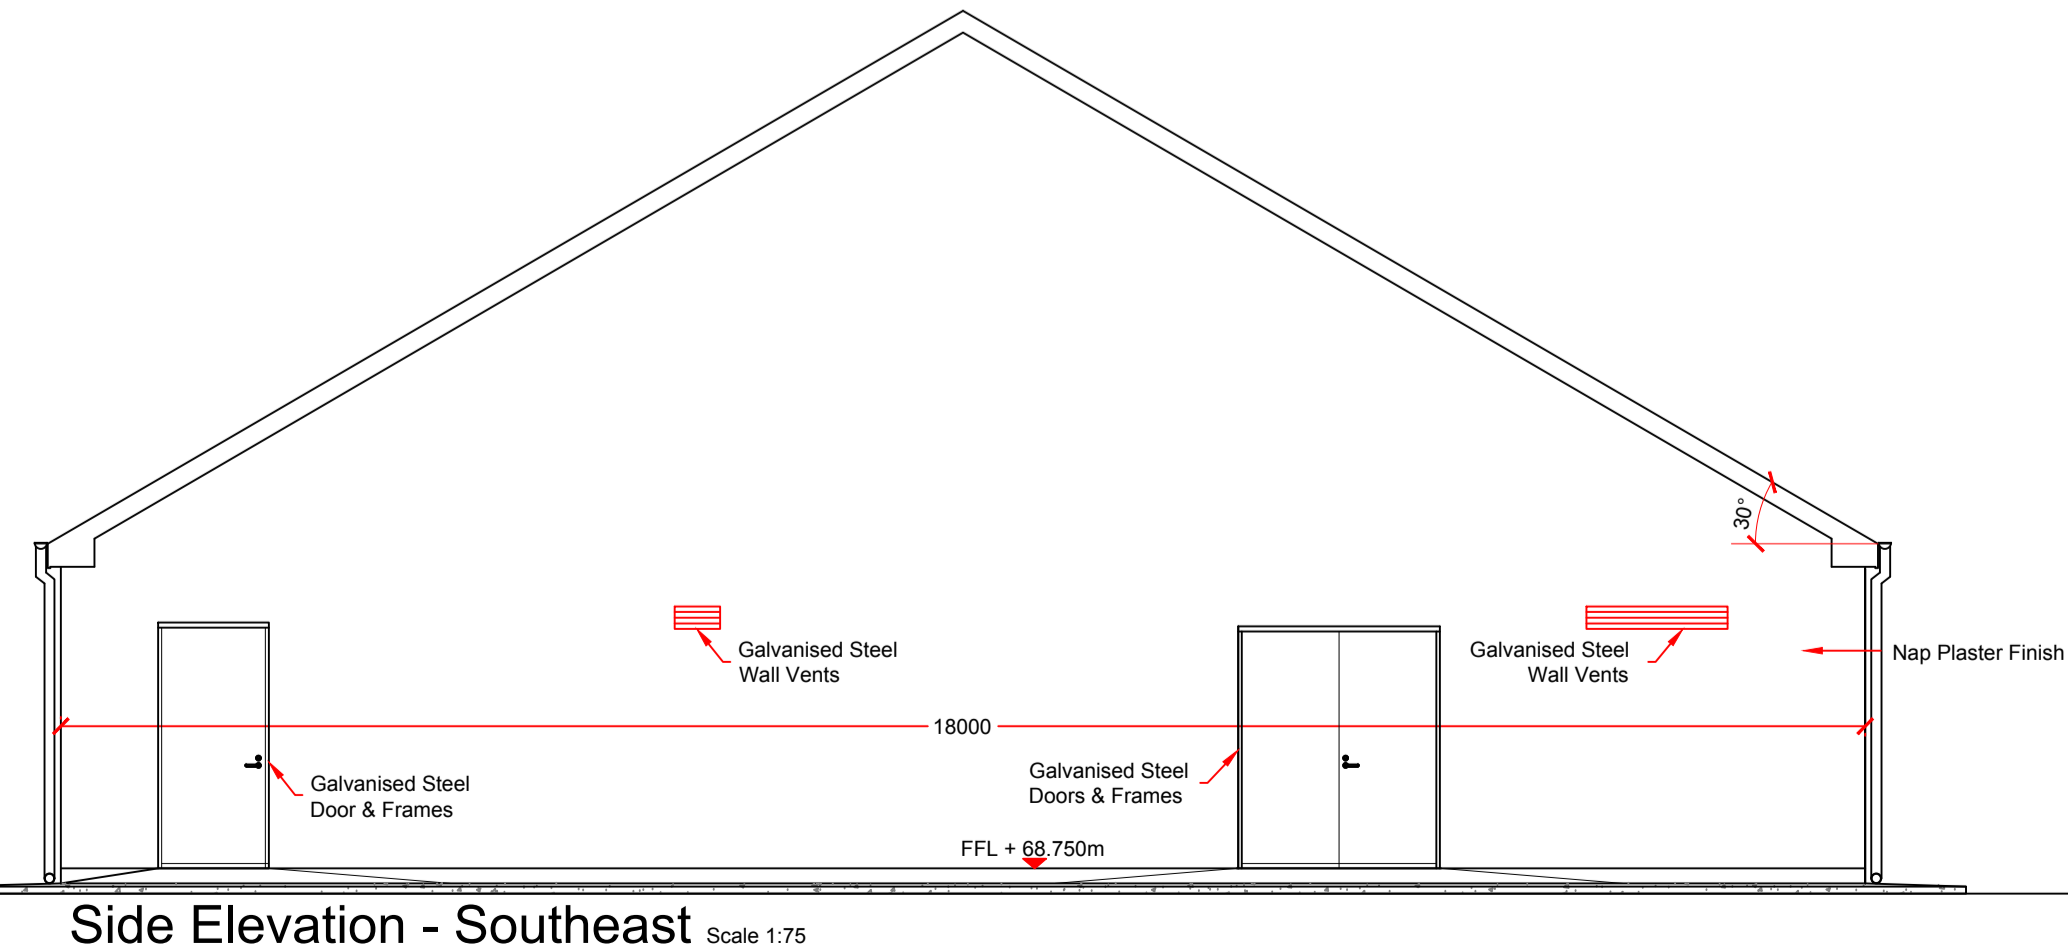 30°
Galvanised Steel
Wall Vents
Galvanised Steel
Wall Vents
Nap Plaster Finish
18000
Galvanised Steel
Door & Frames
Galvanised Steel
Doors & Frames
FFL + 68.750m
Side Elevation - Southeast Scale 1:75